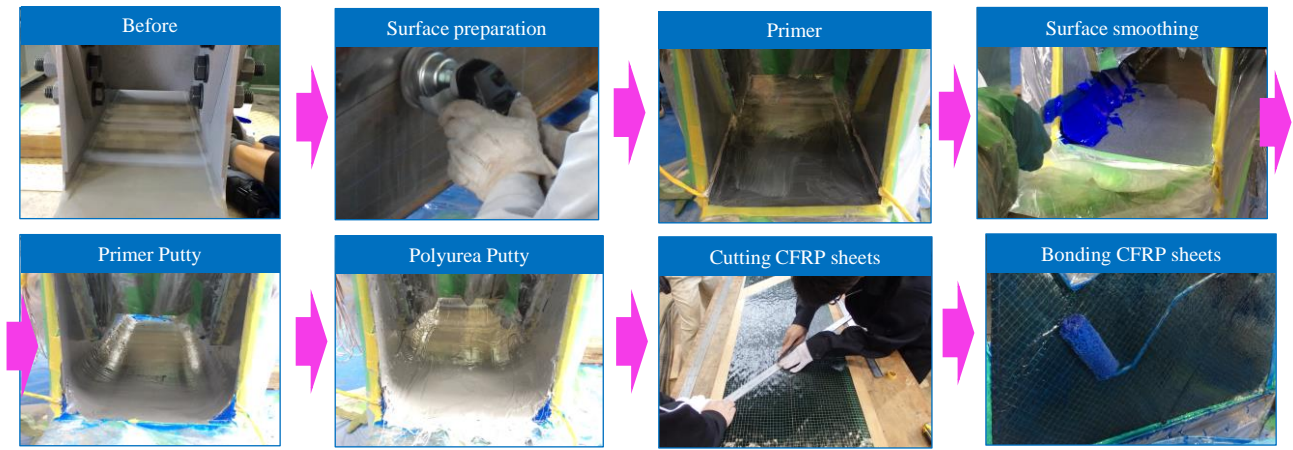 Before
Surface preparation
Primer
Surface smoothing
Primer Putty
Polyurea Putty
Cutting CFRP sheets
Bonding CFRP sheets